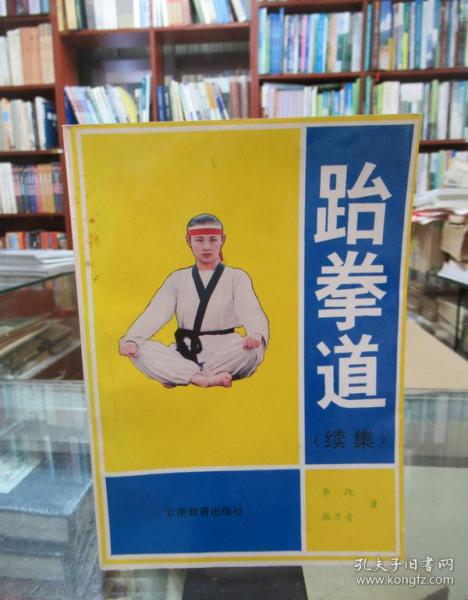 跆拳道
（续集）
李践
张兰青
著
云南教育出版社
孔夫子旧书网
www.kongfz.com